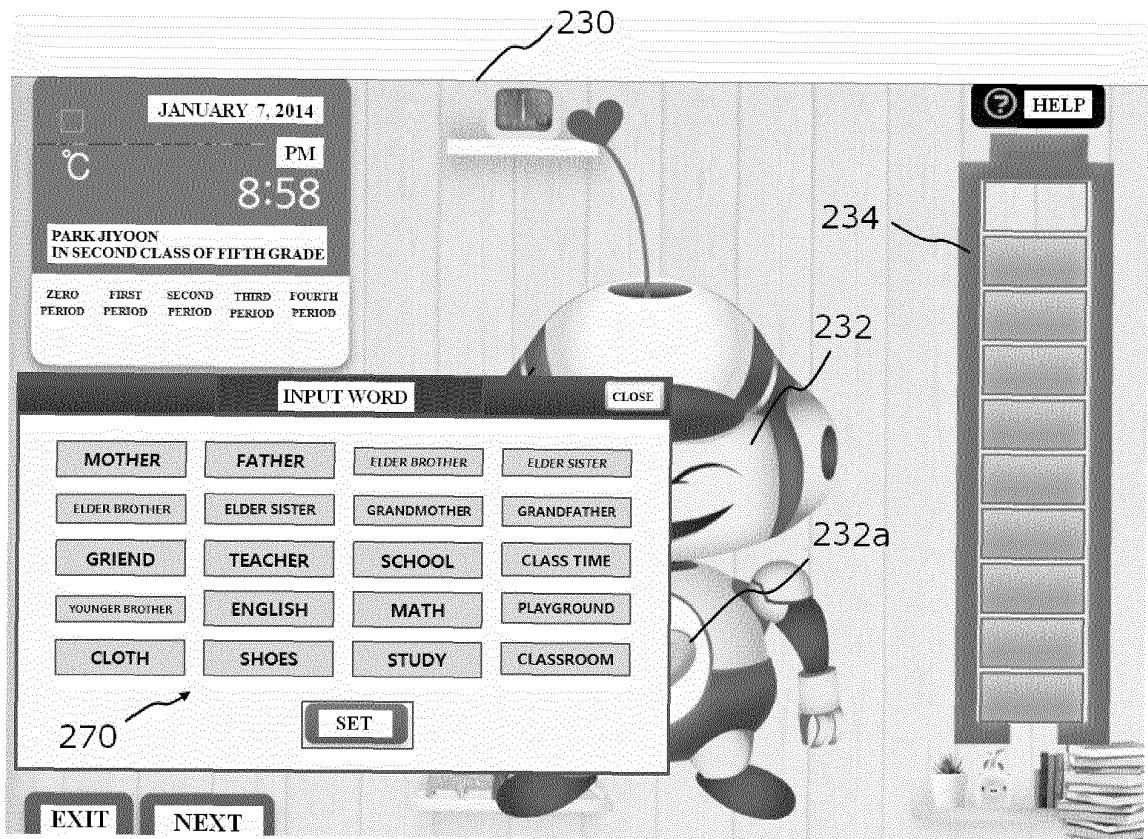 230
JANUARY 7, 2014
HELP
PM
°C
8:58
234
PARK JIYOON
IN SECOND CLASS OF FIFTH GRADE
ZERO PERIOD FIRST PERIOD SECOND PERIOD THIRD PERIOD FOURTH PERIOD
232
INPUT WORD CLOSE
MOTHER FATHER ELDER BROTHER ELDER SISTER
ELDER BROTHER ELDER SISTER GRANDMOTHER GRANDFATHER
232a
GRIEND TEACHER SCHOOL CLASS TIME
YOUNGER BROTHER ENGLISH MATH PLAYGROUND
CLOTH SHOES STUDY CLASSROOM
270
SET
EXIT NEXT